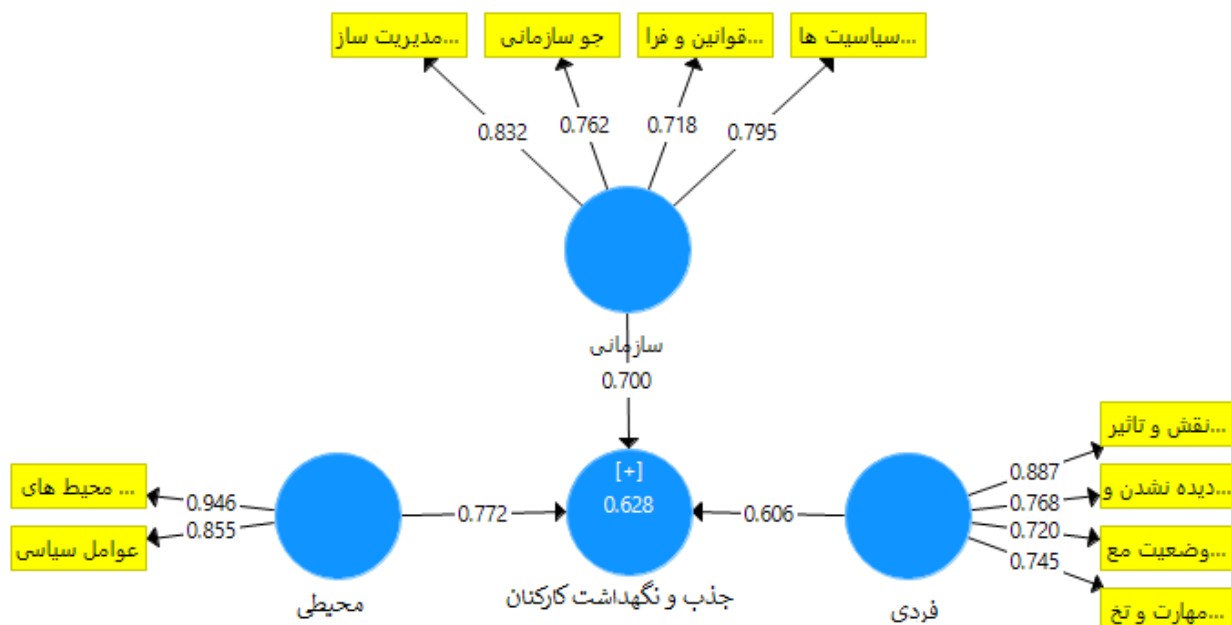 مدیریت ساز...
جو سازمانی
قوانین و فرا...
سیاسیت ها...
0.832
0.762
0.718
0.795
سازمانی
0.700
محیط های ...
عوامل سیاسی
0.946
0.855
محیطی
0.772
[+]
0.628
جذب و نگهداشت کارکنان
0.606
فردی
0.887
0.768
0.720
0.745
نقش و تاثیر...
دیده نشدن و...
وضعیت مع...
مهارت و تخ...